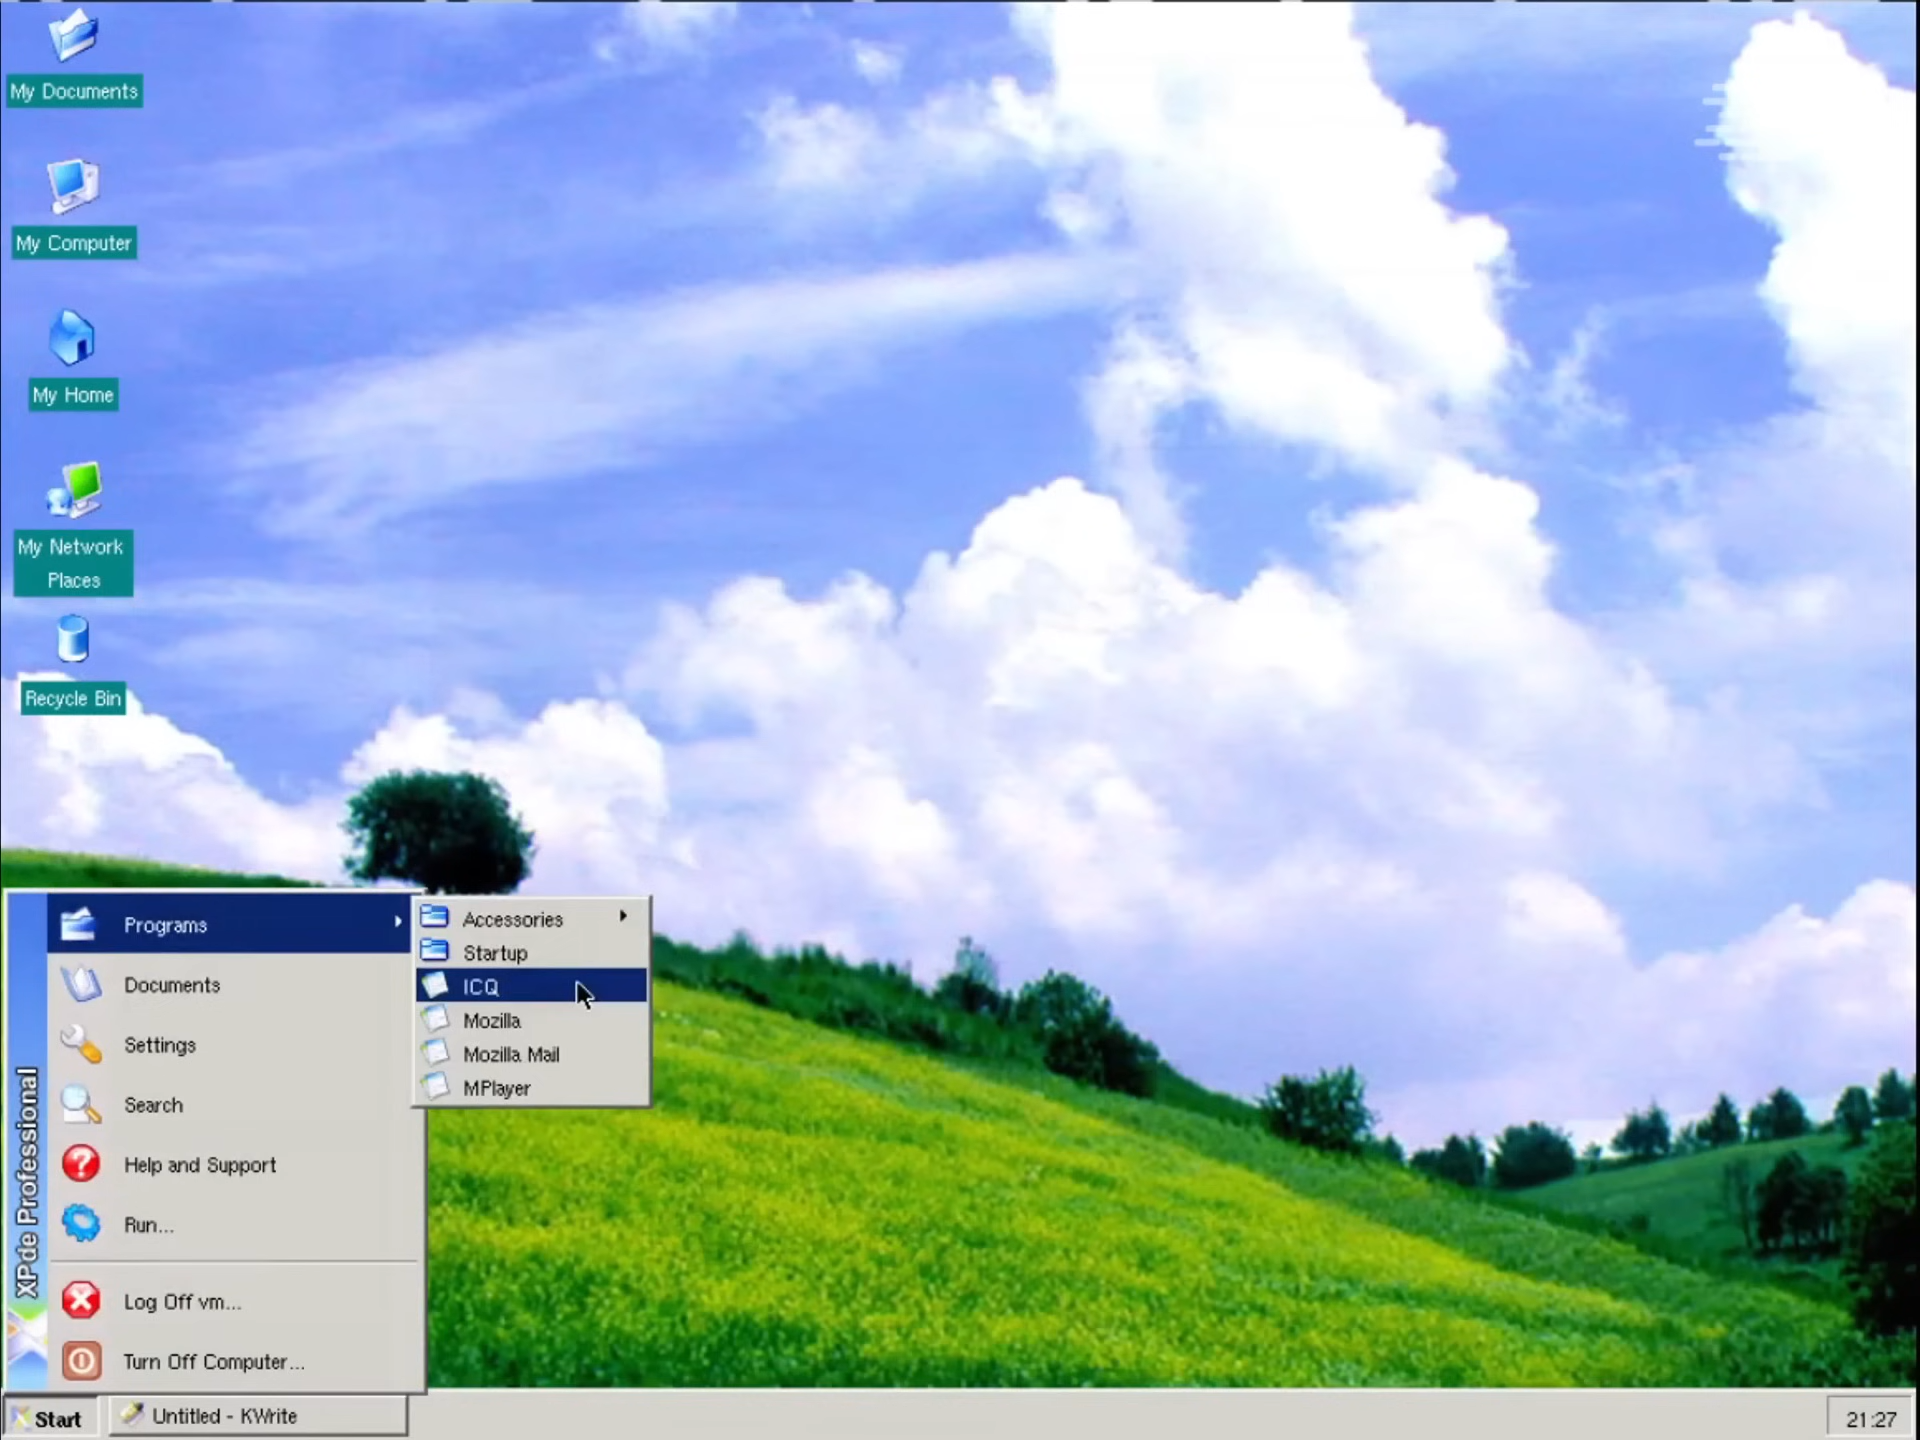 My Documents
My Computer
My Home
My Network
Places
Recycle Bin
XPde Professional
Programs
Documents
Settings
Search
Help and Support
Run...
Log Off vm...
Turn Off Computer...
Accessories
Startup
ICQ
Mozilla
Mozilla Mail
MPlayer
Start
Untitled - KWrite
21:27